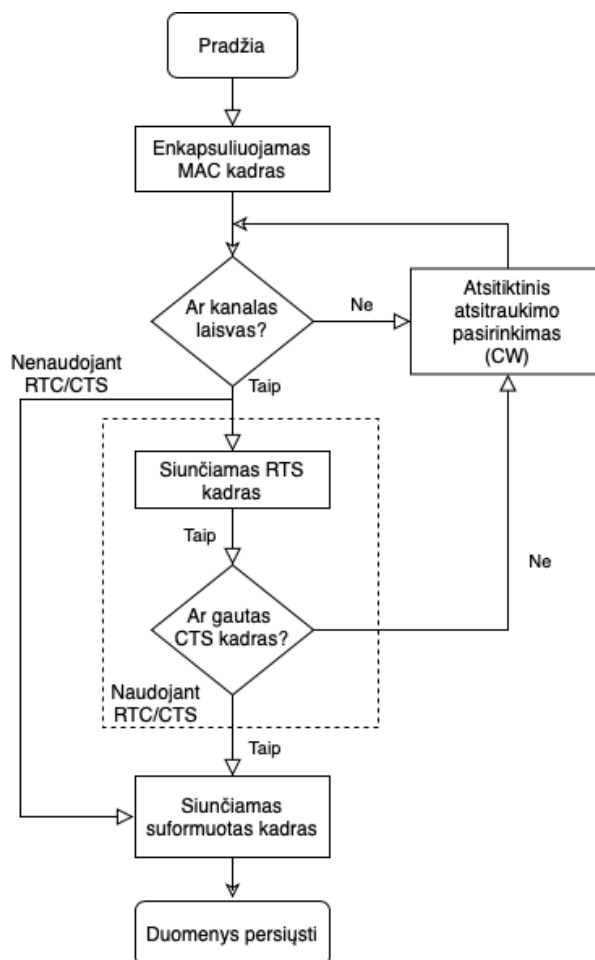 Pradžia
Enkapsuliuojamas
MAC kadras
Ar kanalas
laisvas?
Ne
Atsitiktinis
atsitraukimo
pasirinkimas
(CW)
Nenaudojant
RTC/CTS
Taip
Siunčiamas RTS
kadras
Taip
Ne
Ar gautas
CTS kadras?
Naudojant
RTC/CTS
Taip
Siunčiamas
suformuotas kadras
Duomenys persiųsti